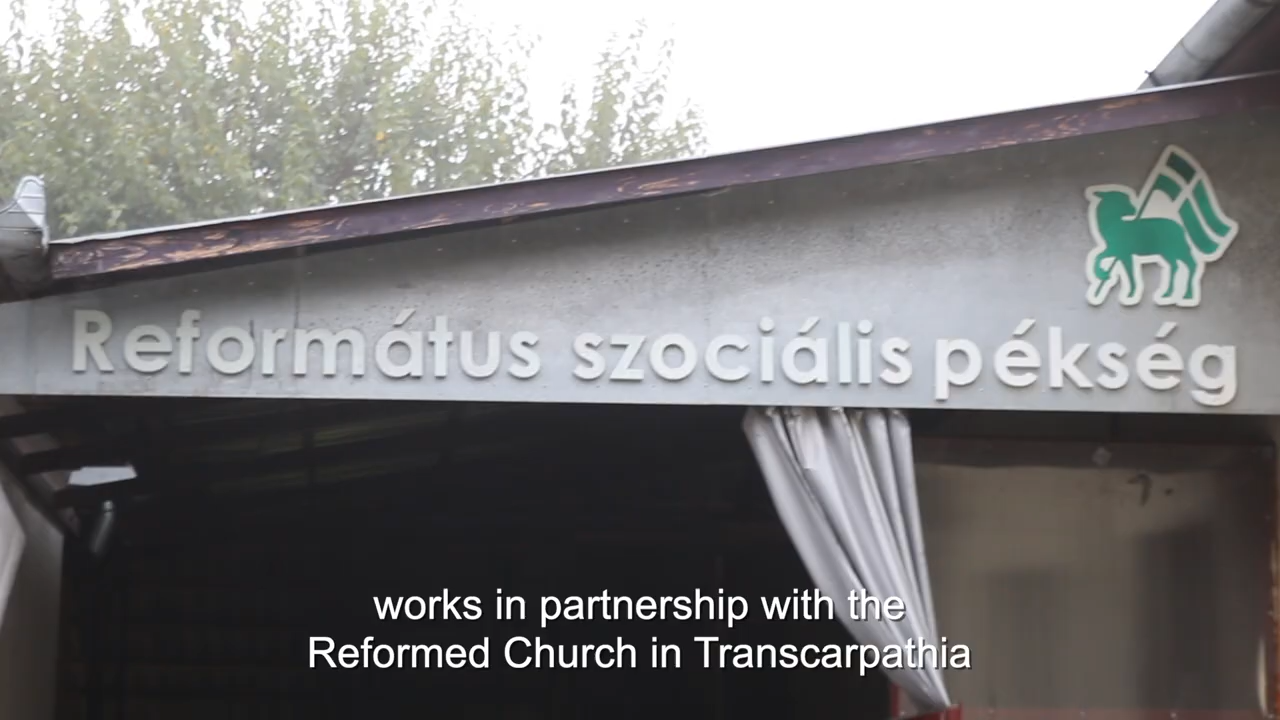 Református szociális pékség
works in partnership with the
Reformed Church in Transcarpathia